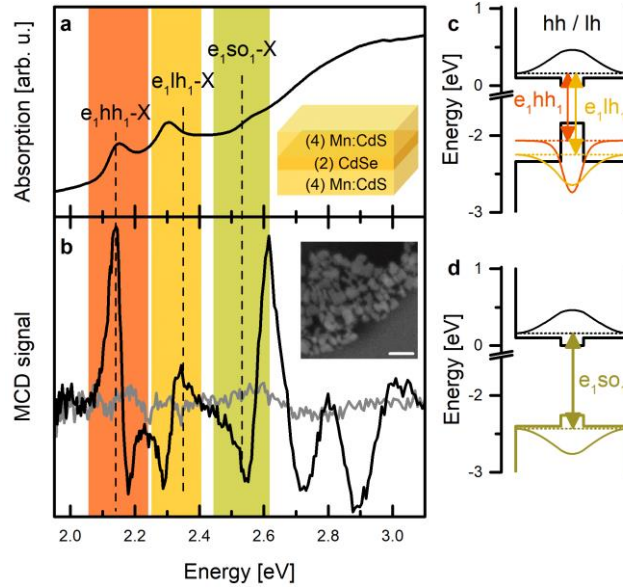 a
Absorption [arb. u.]
e₁hh₁-X
e₁lh₁-X
e₁so₁-X
(4) Mn:CdS
(2) CdSe
(4) Mn:CdS
b
MCD signal
2.0 2.2 2.4 2.6 2.8 3.0
Energy [eV]
c
hh / lh
Energy [eV]
1
0
-2
-3
e₁hh₁
e₁lh₁
d
Energy [eV]
1
0
-2
-3
e₁so